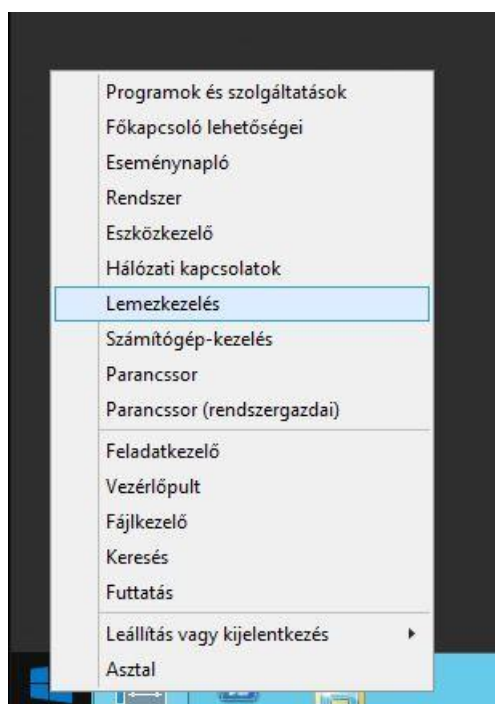 Programok és szolgáltatások
Főkapcsoló lehetőségei
Eseménynapló
Rendszer
Eszközkezelő
Hálózati kapcsolatok
Lemezkezelés
Számítógép-kezelés
Parancssor
Parancssor (rendszergazdai)
Feladatkezelő
Vezérlőpult
Fájlkezelő
Keresés
Futtatás
Leállítás vagy kijelentkezés
Asztal